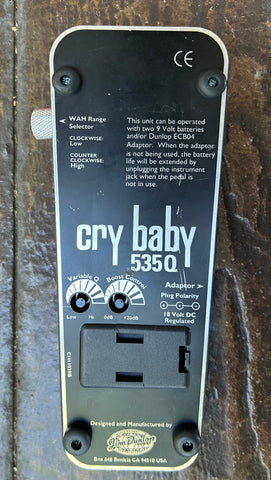 CE
WAH Range
Selector
CLOCKWISE:
Low
COUNTER
CLOCKWISE:
High
This unit can be operated
with two 9 Volt batteries
and/or Dunlop ECB04
Adaptor. When the adaptor
is not being used, the battery
life will be extended by
unplugging the instrument
jack when the pedal is
not in use.
cry baby
535Q
Variable Q
Boost Control
Low Hi 0dB +20dB
Adaptor
Plug Polarity
18 Volt DC
Regulated
Designed and Manufactured by
Jim Dunlop
Box 846 Benicia CA 94510 USA